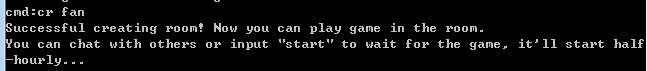 cmd:cr fan
Successful creating room! Now you can play game in the room.
You can chat with others or input "start" to wait for the game, it'll start half
-hourly...